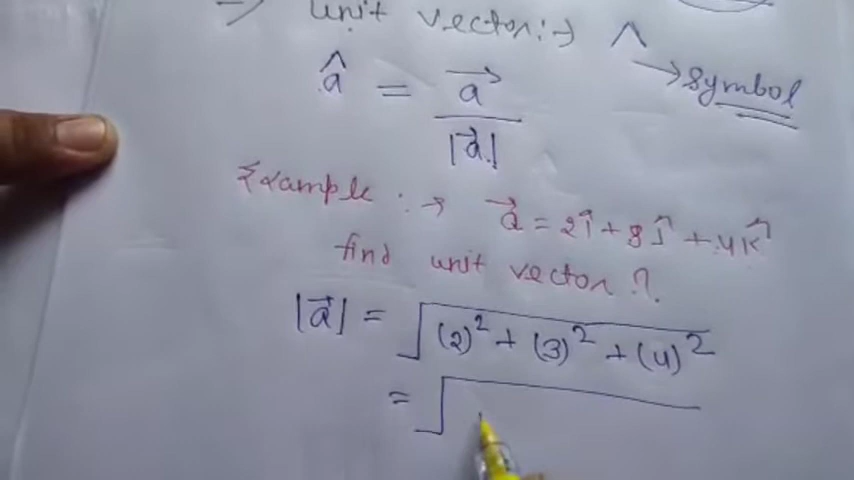 => unit vector :→ ^
→ symbol
â = a⃗ / |a⃗|
Example :→ a⃗ = 2î + 3ĵ + 4k̂
find unit vector ?.
|a⃗| = √(2)² + (3)² + (4)²
= √